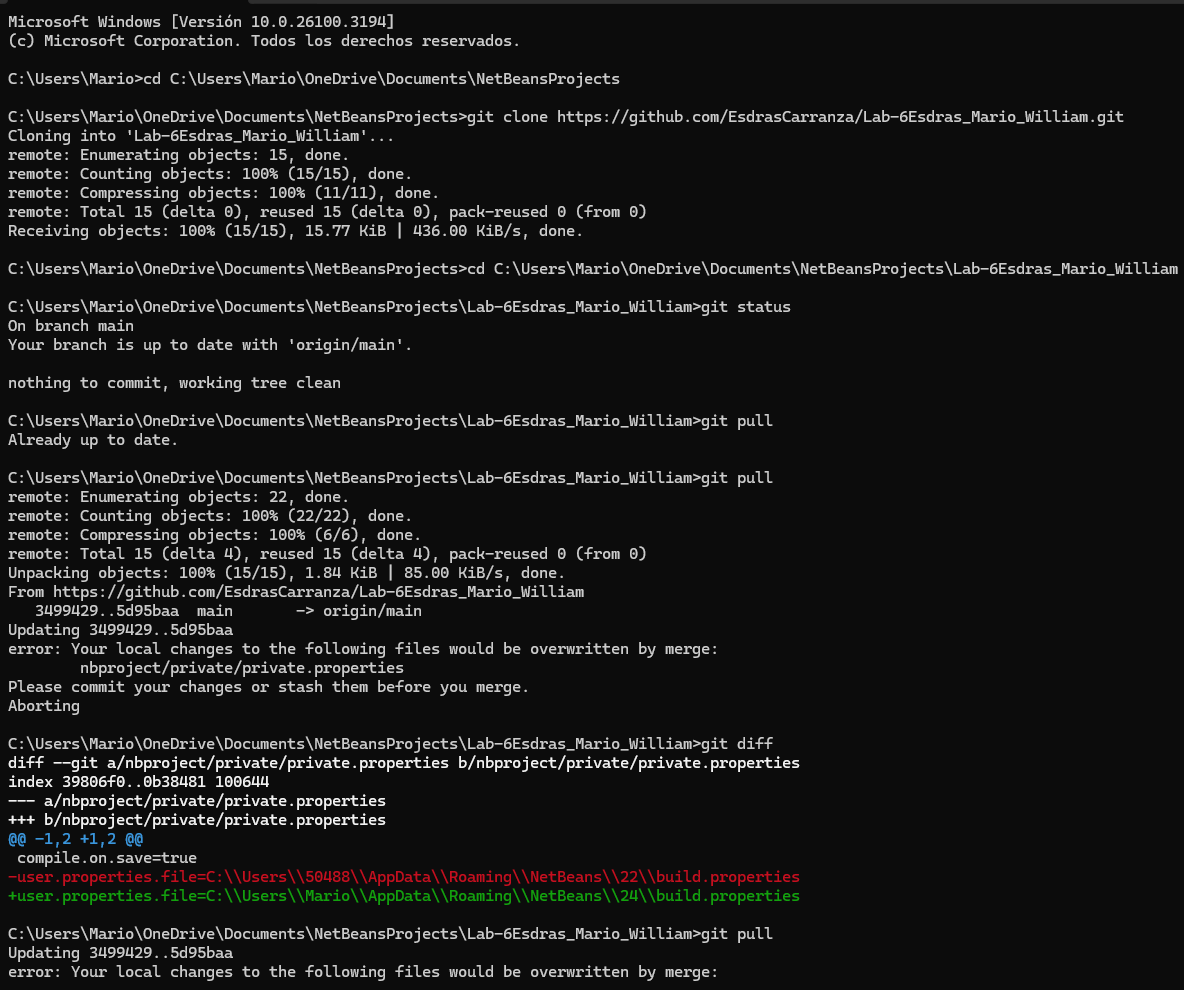 Microsoft Windows [Versión 10.0.26100.3194]
(c) Microsoft Corporation. Todos los derechos reservados.
C:\Users\Mario>cd C:\Users\Mario\OneDrive\Documents\NetBeansProjects
C:\Users\Mario\OneDrive\Documents\NetBeansProjects>git clone https://github.com/EsdrasCarranza/Lab-6Esdras_Mario_William.git
Cloning into 'Lab-6Esdras_Mario_William'...
remote: Enumerating objects: 15, done.
remote: Counting objects: 100% (15/15), done.
remote: Compressing objects: 100% (11/11), done.
remote: Total 15 (delta 0), reused 15 (delta 0), pack-reused 0 (from 0)
Receiving objects: 100% (15/15), 15.77 KiB | 436.00 KiB/s, done.
C:\Users\Mario\OneDrive\Documents\NetBeansProjects>cd C:\Users\Mario\OneDrive\Documents\NetBeansProjects\Lab-6Esdras_Mario_William
C:\Users\Mario\OneDrive\Documents\NetBeansProjects\Lab-6Esdras_Mario_William>git status
On branch main
Your branch is up to date with 'origin/main'.
nothing to commit, working tree clean
C:\Users\Mario\OneDrive\Documents\NetBeansProjects\Lab-6Esdras_Mario_William>git pull
Already up to date.
C:\Users\Mario\OneDrive\Documents\NetBeansProjects\Lab-6Esdras_Mario_William>git pull
remote: Enumerating objects: 22, done.
remote: Counting objects: 100% (22/22), done.
remote: Compressing objects: 100% (6/6), done.
remote: Total 15 (delta 4), reused 15 (delta 4), pack-reused 0 (from 0)
Unpacking objects: 100% (15/15), 1.84 KiB | 85.00 KiB/s, done.
From https://github.com/EsdrasCarranza/Lab-6Esdras_Mario_William
   3499429..5d95baa  main       -> origin/main
Updating 3499429..5d95baa
error: Your local changes to the following files would be overwritten by merge:
        nbproject/private/private.properties
Please commit your changes or stash them before you merge.
Aborting
C:\Users\Mario\OneDrive\Documents\NetBeansProjects\Lab-6Esdras_Mario_William>git diff
diff --git a/nbproject/private/private.properties b/nbproject/private/private.properties
index 39806f0..0b38481 100644
--- a/nbproject/private/private.properties
+++ b/nbproject/private/private.properties
@@ -1,2 +1,2 @@
 compile.on.save=true
-user.properties.file=C:\\Users\\50488\\AppData\\Roaming\\NetBeans\\22\\build.properties
+user.properties.file=C:\\Users\\Mario\\AppData\\Roaming\\NetBeans\\24\\build.properties
C:\Users\Mario\OneDrive\Documents\NetBeansProjects\Lab-6Esdras_Mario_William>git pull
Updating 3499429..5d95baa
error: Your local changes to the following files would be overwritten by merge: